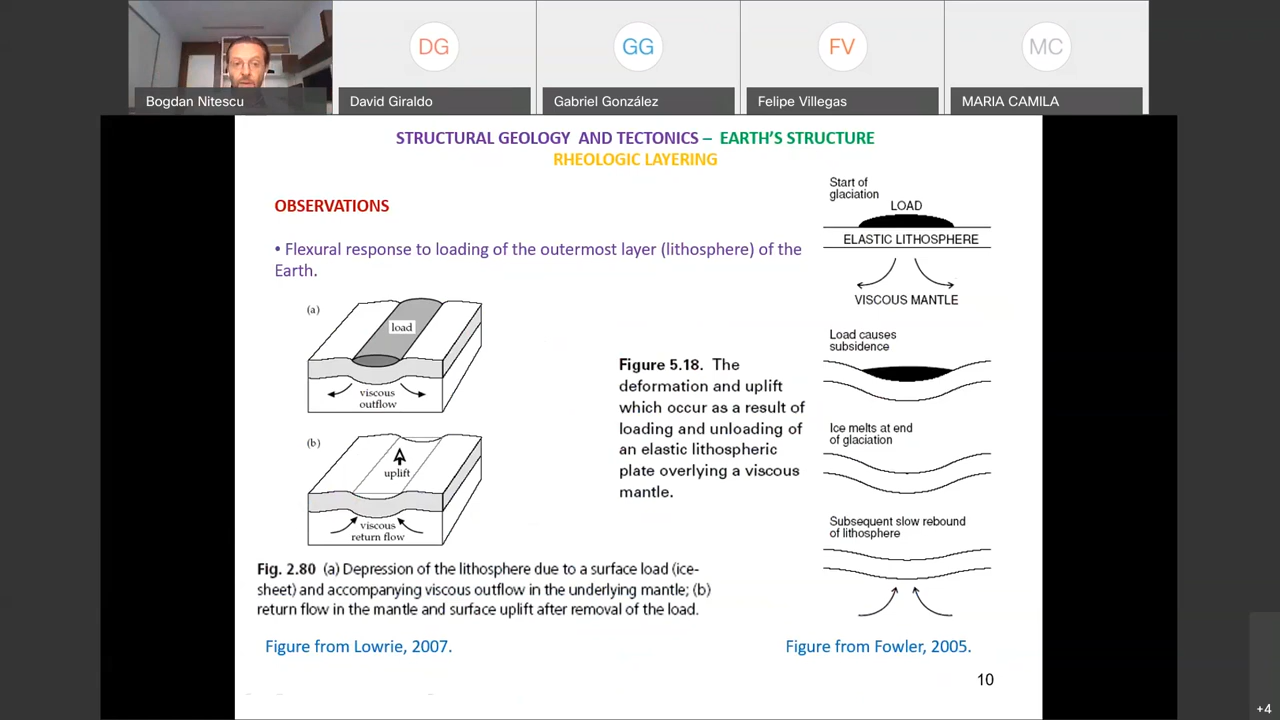 DG
GG
FV
MC
Bogdan Nitescu
David Giraldo
Gabriel González
Felipe Villegas
MARIA CAMILA
STRUCTURAL GEOLOGY AND TECTONICS – EARTH'S STRUCTURE
RHEOLOGIC LAYERING
OBSERVATIONS
• Flexural response to loading of the outermost layer (lithosphere) of the
Earth.
(a)
load
viscous
outflow
(b)
uplift
viscous
return flow
Fig. 2.80 (a) Depression of the lithosphere due to a surface load (ice-
sheet) and accompanying viscous outflow in the underlying mantle; (b)
return flow in the mantle and surface uplift after removal of the load.
Figure from Lowrie, 2007.
Figure 5.18. The
deformation and uplift
which occur as a result of
loading and unloading of
an elastic lithospheric
plate overlying a viscous
mantle.
Start of
glaciation
LOAD
ELASTIC LITHOSPHERE
VISCOUS MANTLE
Load causes
subsidence
Ice melts at end
of glaciation
Subsequent slow rebound
of lithosphere
Figure from Fowler, 2005.
10
+4